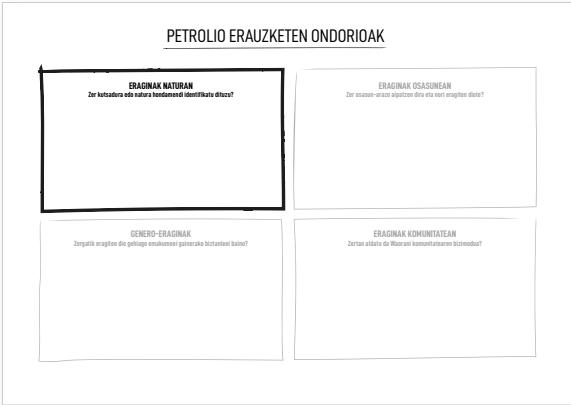 PETROLIO ERAUZKETEN ONDORIOAK
ERAGINAK NATURAN
Zer kutsadura edo natura hondamendi identifikatu dituzu?
ERAGINAK OSASUNEAN
Zer osasun-arazo aipatzen dira eta nori eragiten diote?
GENERO-ERAGINAK
Zergatik eragiten die gehiago emakumeei gainerako biztanleei baino?
ERAGINAK KOMUNITATEAN
Zertan aldatu da Waorani komunitatearen bizimodua?